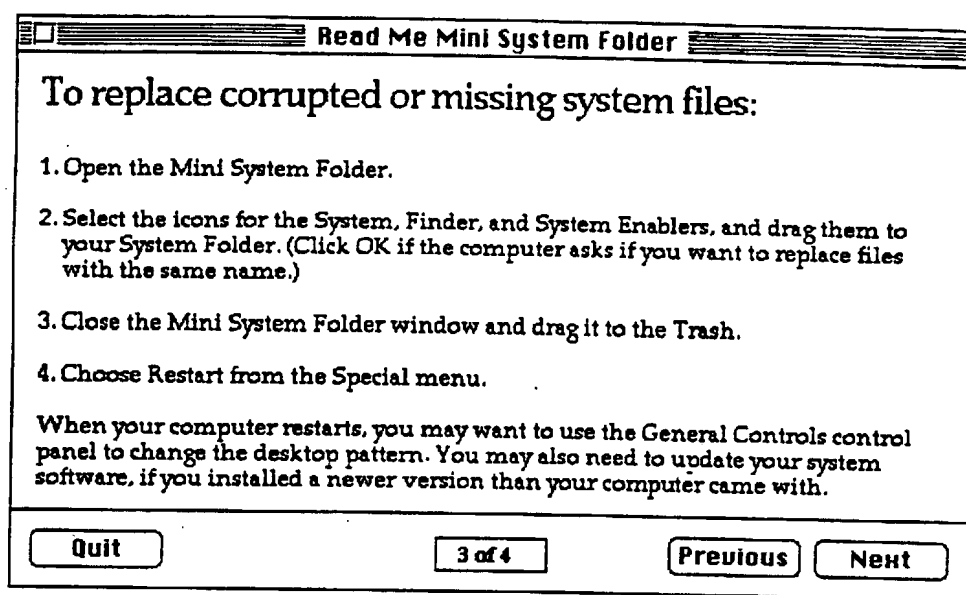 Read Me Mini System Folder
To replace corrupted or missing system files:
1. Open the Mini System Folder.
2. Select the icons for the System, Finder, and System Enablers, and drag them to
your System Folder. (Click OK if the computer asks if you want to replace files
with the same name.)
3. Close the Mini System Folder window and drag it to the Trash.
4. Choose Restart from the Special menu.
When your computer restarts, you may want to use the General Controls control
panel to change the desktop pattern. You may also need to update your system
software, if you installed a newer version than your computer came with.
Quit 3 of 4 Previous Next